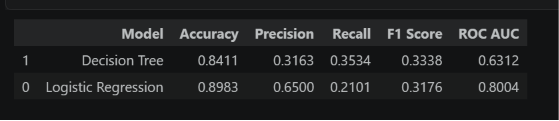 Model Accuracy Precision Recall F1 Score ROC AUC
1 Decision Tree 0.8411 0.3163 0.3534 0.3338 0.6312
0 Logistic Regression 0.8983 0.6500 0.2101 0.3176 0.8004